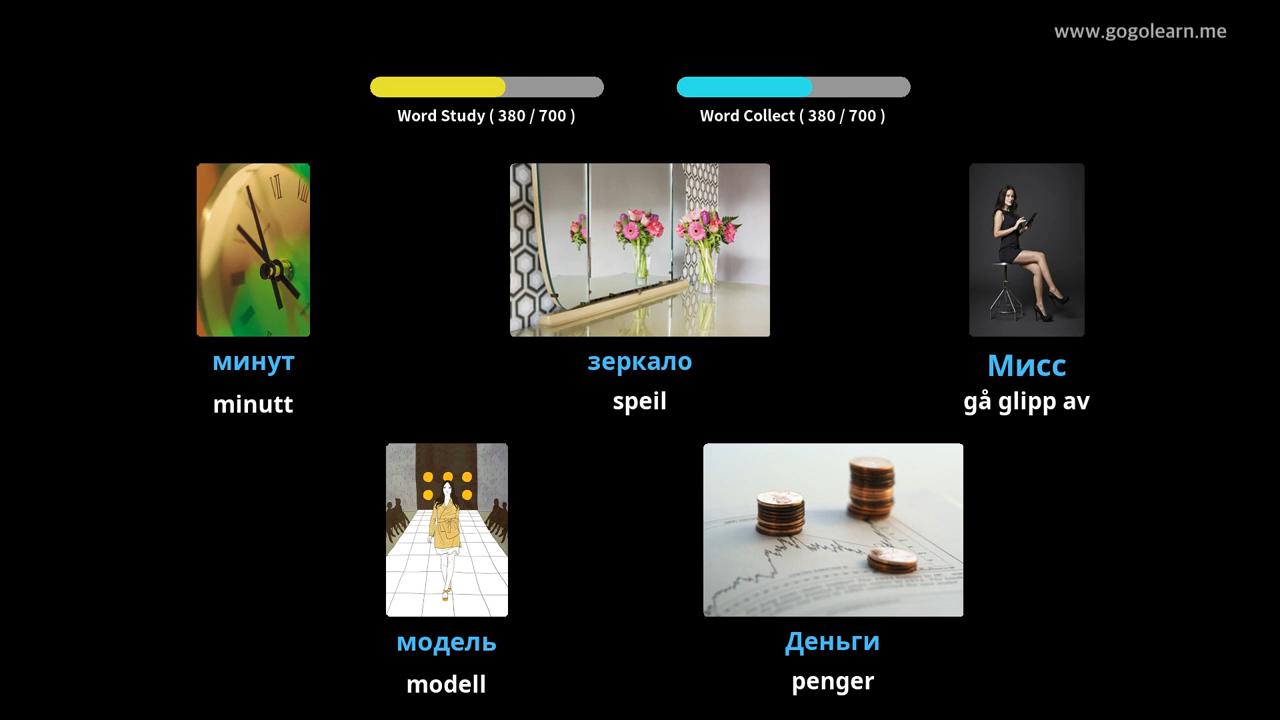 www.gogolearn.me
Word Study ( 380 / 700 )
Word Collect ( 380 / 700 )
минут
зеркало
Мисс
minutt
speil
gå glipp av
модель
Деньги
modell
penger